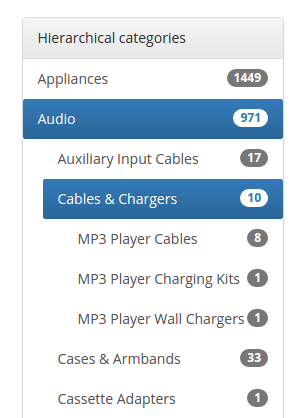 Hierarchical categories
Appliances 1449
Audio 971
Auxiliary Input Cables 17
Cables & Chargers 10
MP3 Player Cables 8
MP3 Player Charging Kits 1
MP3 Player Wall Chargers 1
Cases & Armbands 33
Cassette Adapters 1